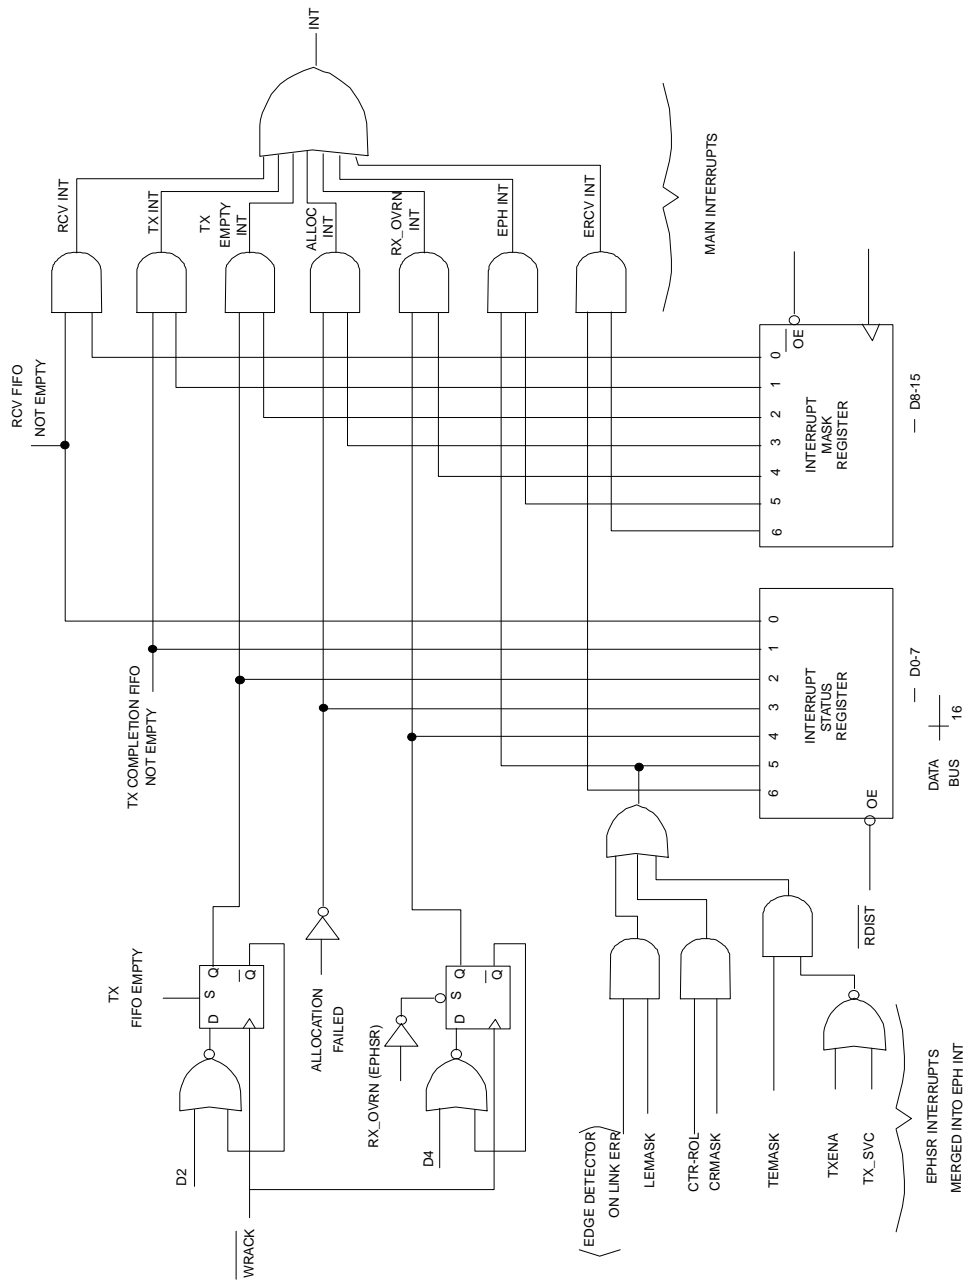 INT
RCV INT
TX INT
TX
EMPTY
INT
ALLOC
INT
RX_OVRN
INT
EPH INT
ERCV INT
MAIN INTERRUPTS
RCV FIFO
NOT EMPTY
OE
0
1
2
3
4
5
6
INTERRUPT
MASK
REGISTER
D8-15
TX COMPLETION FIFO
NOT EMPTY
0
1
2
3
4
5
6
INTERRUPT
STATUS
REGISTER
OE
D0-7
DATA
BUS
16
RDIST
TX
FIFO EMPTY
D
S
Q
Q
D2
WRACK
ALLOCATION
FAILED
RX_OVRN (EPHSR)
D
S
Q
Q
D4
EDGE DETECTOR
ON LINK ERR
LEMASK
CTR-ROL
CRMASK
TEMASK
TXENA
TX_SVC
EPHSR INTERRUPTS
MERGED INTO EPH INT